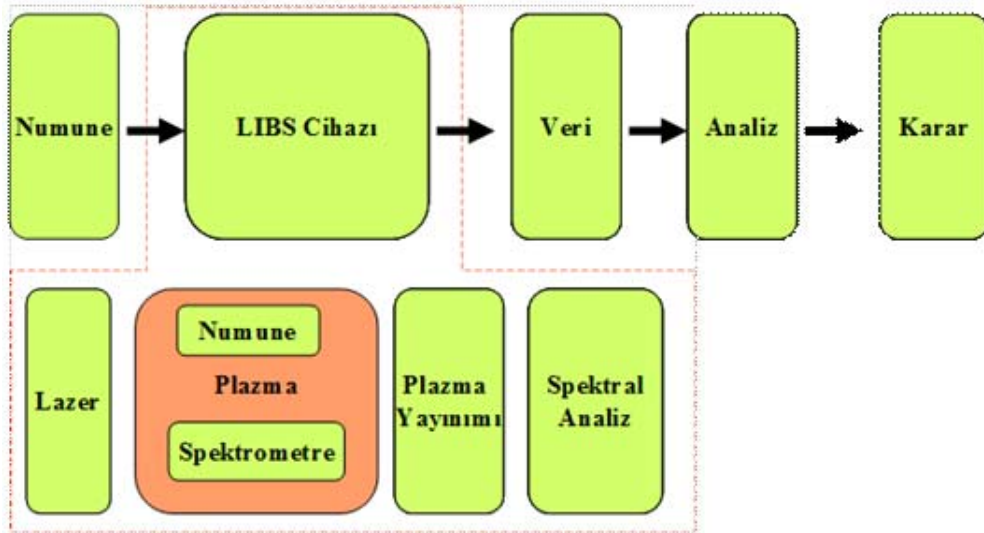 Numune
LIBS Cihazı
Veri
Analiz
Karar
Lazer
Numune
Plazma
Spektrometre
Plazma
Yayınımı
Spektral
Analiz